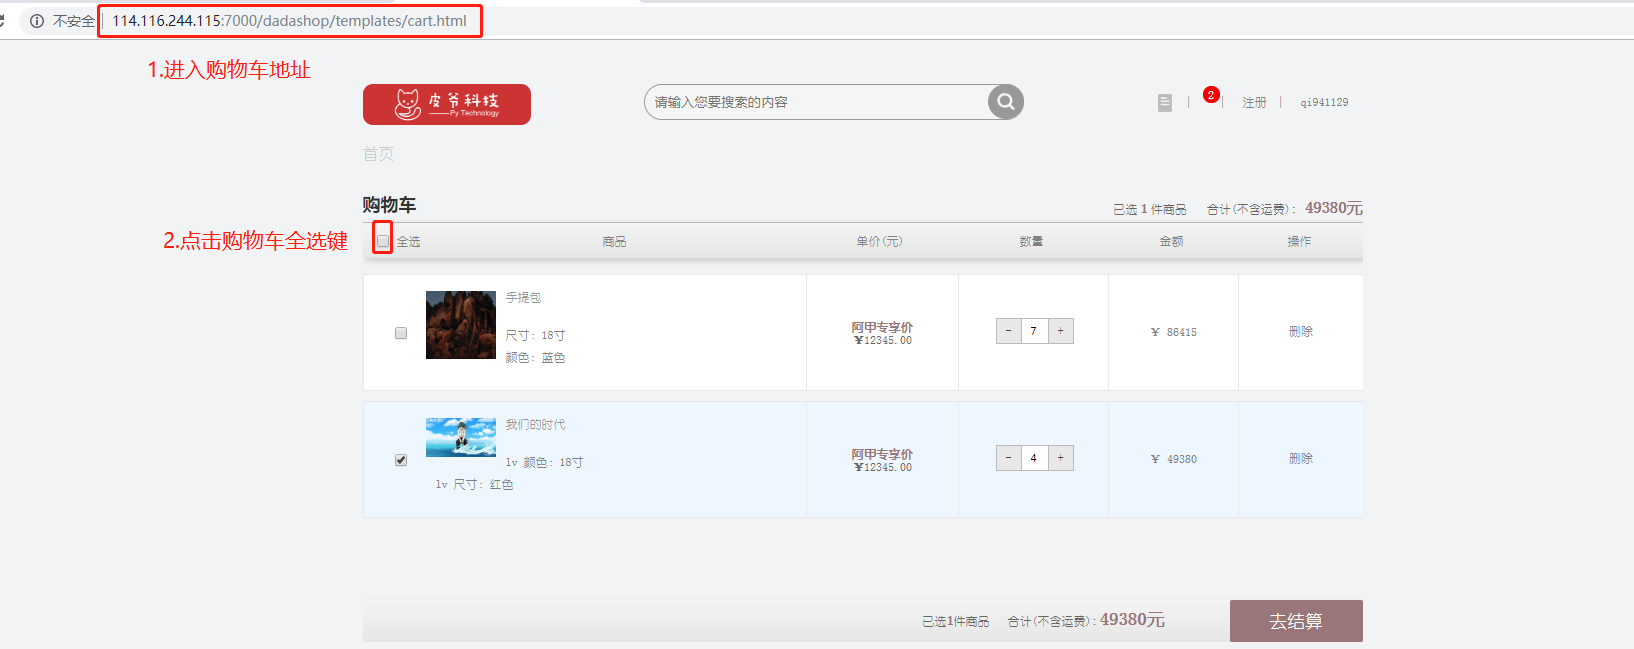 不安全 114.116.244.115:7000/dadashop/templates/cart.html
1.进入购物车地址
皮爷科技
Py Technology
请输入您要搜索的内容
2 注册 qi941129
首页
购物车
已选 1 件商品 合计(不含运费): 49380元
2.点击购物车全选键
全选 商品 单价(元) 数量 金额 操作
手提包
尺寸: 18寸
颜色: 蓝色
阿甲专享价
¥12345.00
- 7 +
¥ 86415
删除
我们的时代
lv 颜色: 18寸
lv 尺寸: 红色
阿甲专享价
¥12345.00
- 4 +
¥ 49380
删除
已选1件商品 合计(不含运费):49380元 去结算